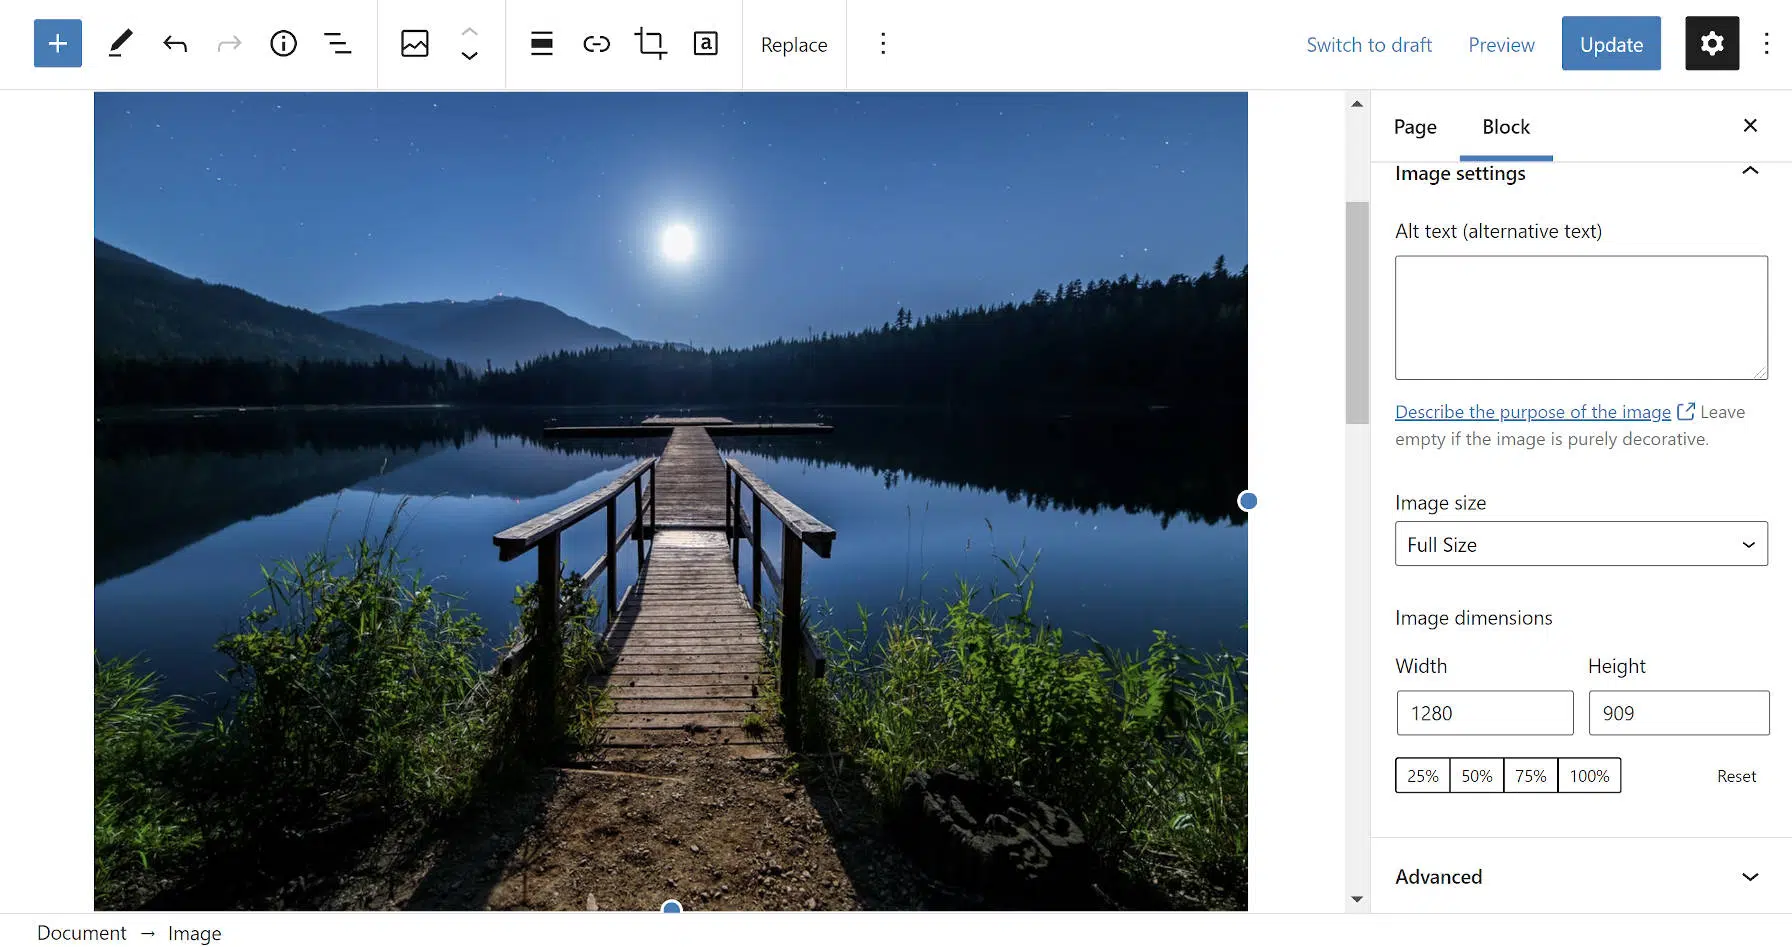 Replace
Switch to draft
Preview
Update
Page
Block
Image settings
Alt text (alternative text)
Describe the purpose of the image Leave
empty if the image is purely decorative.
Image size
Full Size
Image dimensions
Width Height
1280 909
25% 50% 75% 100% Reset
Advanced
Document → Image